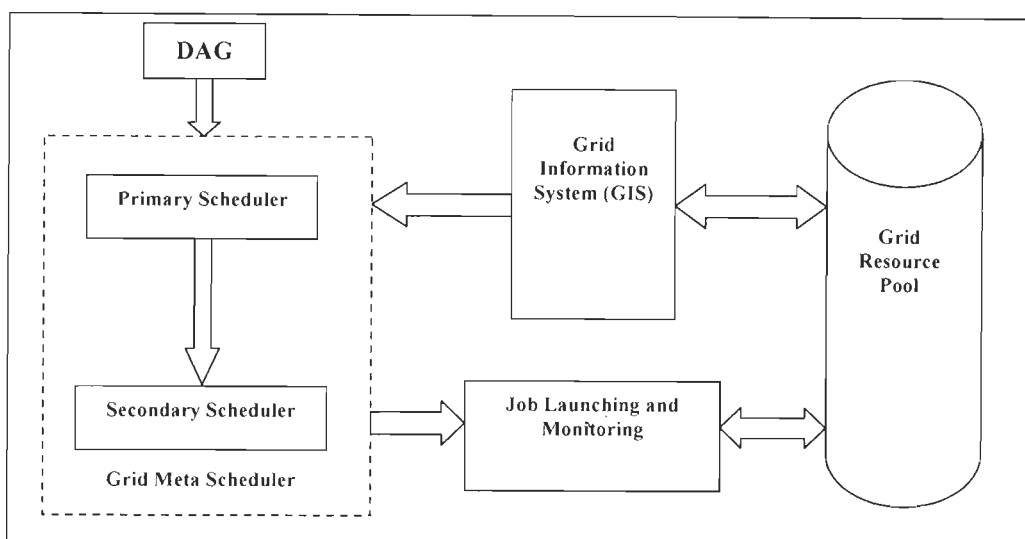 DAG
Primary Scheduler
Secondary Scheduler
Grid Meta Scheduler
Grid
Information
System (GIS)
Job Launching and
Monitoring
Grid
Resource
Pool